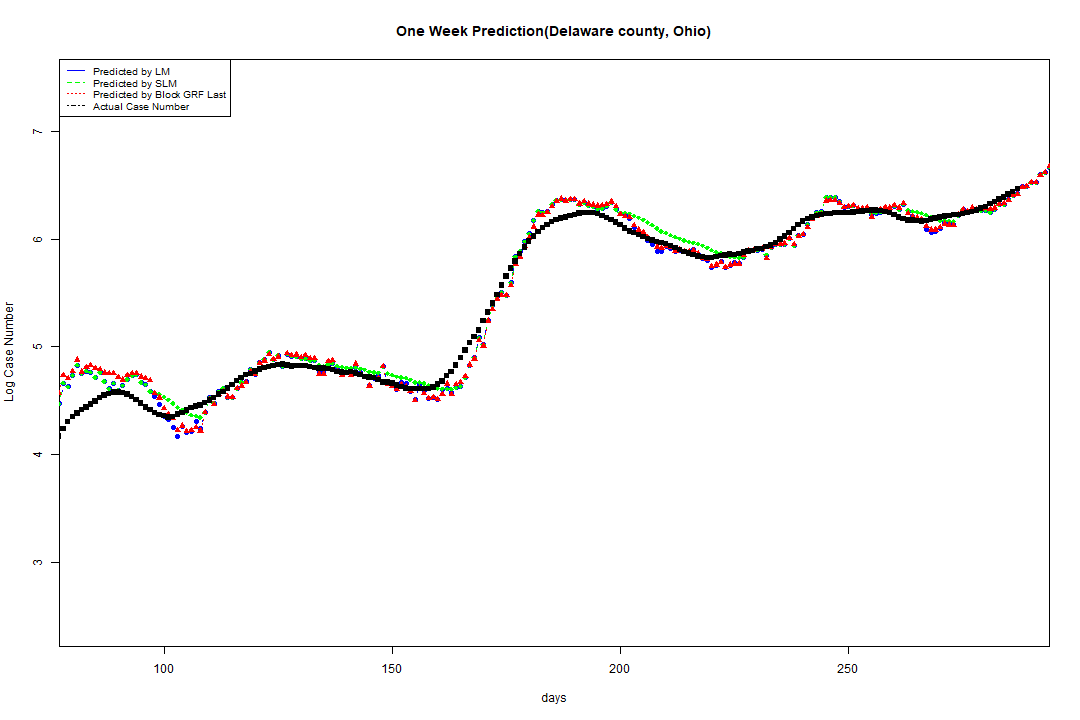 One Week Prediction(Delaware county, Ohio)
Predicted by LM
Predicted by SLM
Predicted by Block GRF Last
Actual Case Number
7
6
5
4
3
Log Case Number
100 150 200 250
days